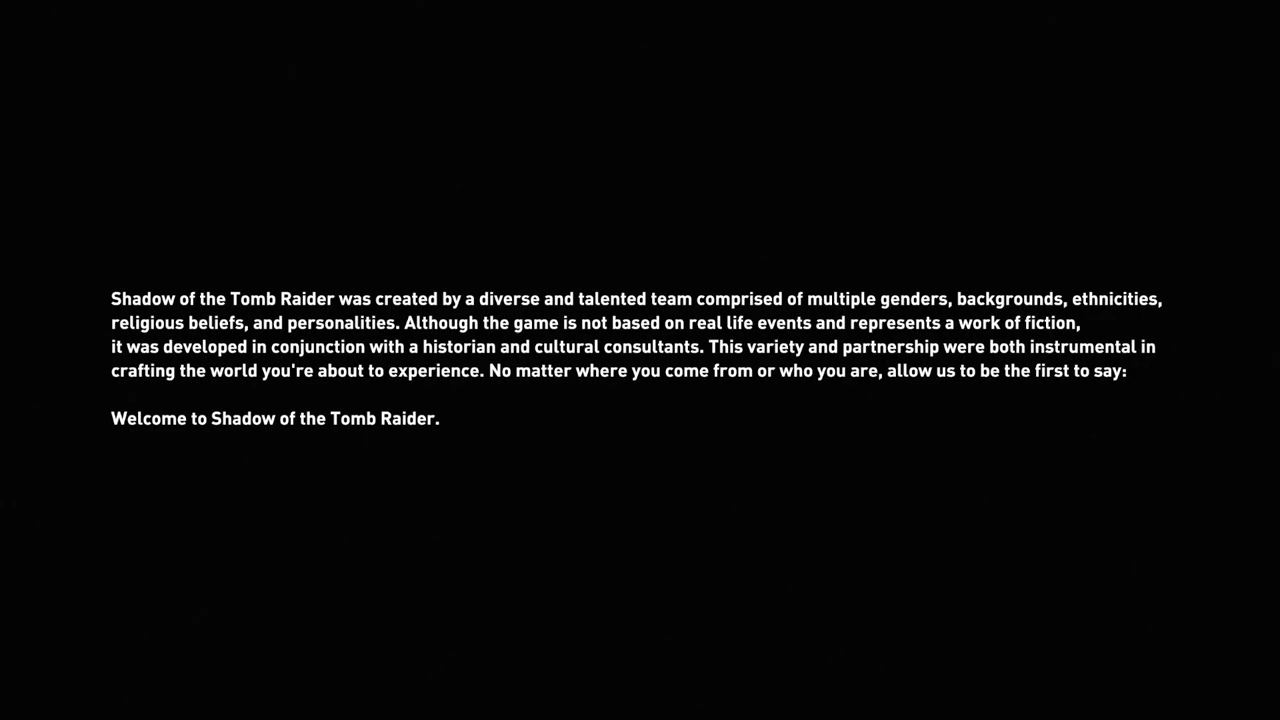 Shadow of the Tomb Raider was created by a diverse and talented team comprised of multiple genders, backgrounds, ethnicities,
religious beliefs, and personalities. Although the game is not based on real life events and represents a work of fiction,
it was developed in conjunction with a historian and cultural consultants. This variety and partnership were both instrumental in
crafting the world you're about to experience. No matter where you come from or who you are, allow us to be the first to say:
Welcome to Shadow of the Tomb Raider.